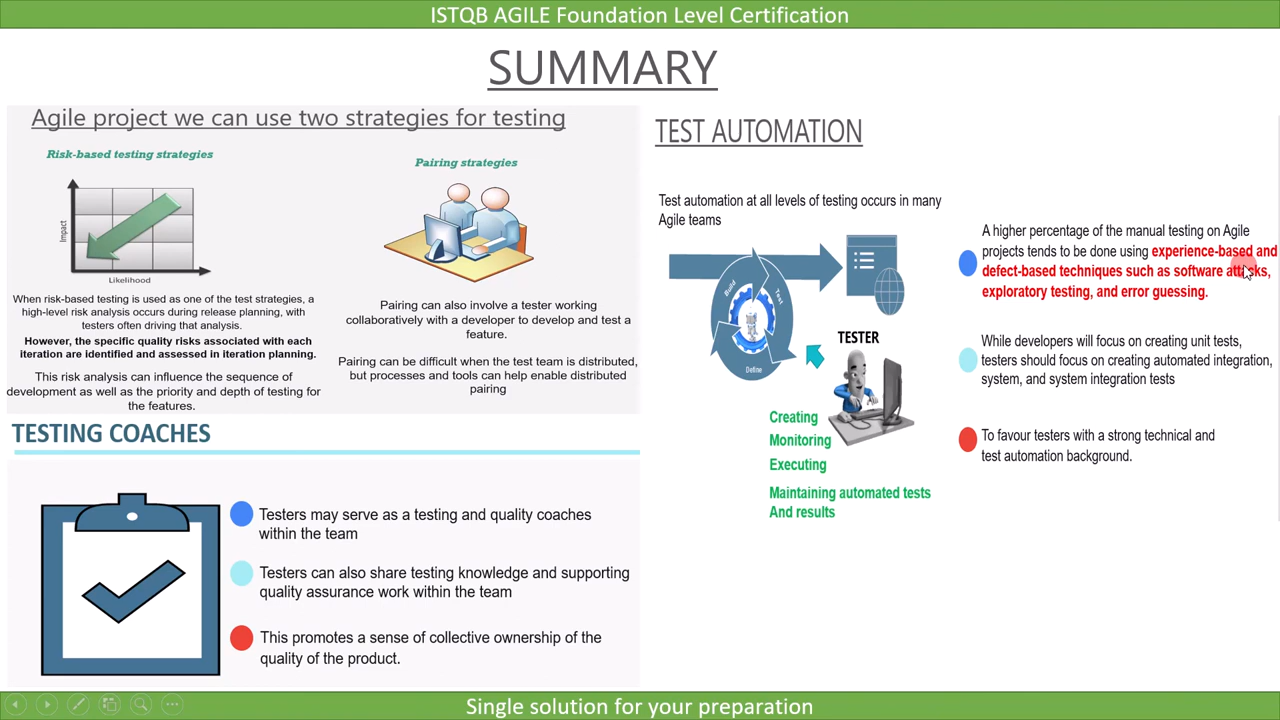 ISTQB AGILE Foundation Level Certification
SUMMARY
Agile project we can use two strategies for testing
Risk-based testing strategies
Impact
Likelihood
When risk-based testing is used as one of the test strategies, a
high-level risk analysis occurs during release planning, with
testers often driving that analysis.
However, the specific quality risks associated with each
iteration are identified and assessed in iteration planning.
This risk analysis can influence the sequence of
development as well as the priority and depth of testing for
the features.
Pairing strategies
Pairing can also involve a tester working
collaboratively with a developer to develop and test a
feature.
Pairing can be difficult when the test team is distributed,
but processes and tools can help enable distributed
pairing
TESTING COACHES
Testers may serve as a testing and quality coaches
within the team
Testers can also share testing knowledge and supporting
quality assurance work within the team
This promotes a sense of collective ownership of the
quality of the product.
TEST AUTOMATION
Test automation at all levels of testing occurs in many
Agile teams
Build
Test
Define
TESTER
Creating
Monitoring
Executing
Maintaining automated tests
And results
A higher percentage of the manual testing on Agile
projects tends to be done using experience-based and
defect-based techniques such as software attacks,
exploratory testing, and error guessing.
While developers will focus on creating unit tests,
testers should focus on creating automated integration,
system, and system integration tests
To favour testers with a strong technical and
test automation background.
Single solution for your preparation